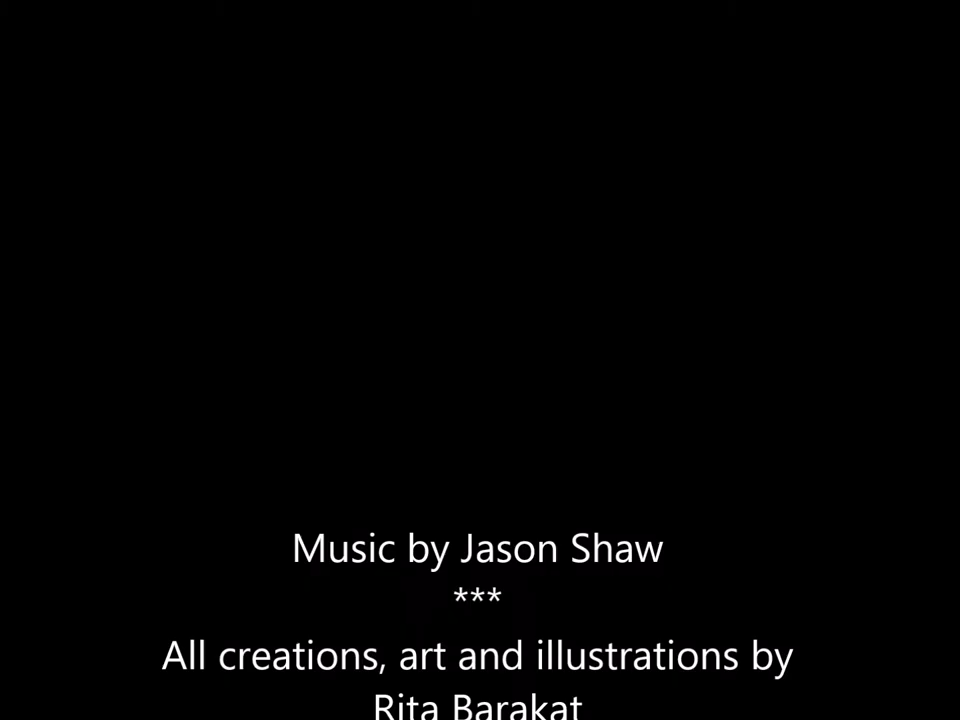 Music by Jason Shaw
***
All creations, art and illustrations by
Rita Barakat